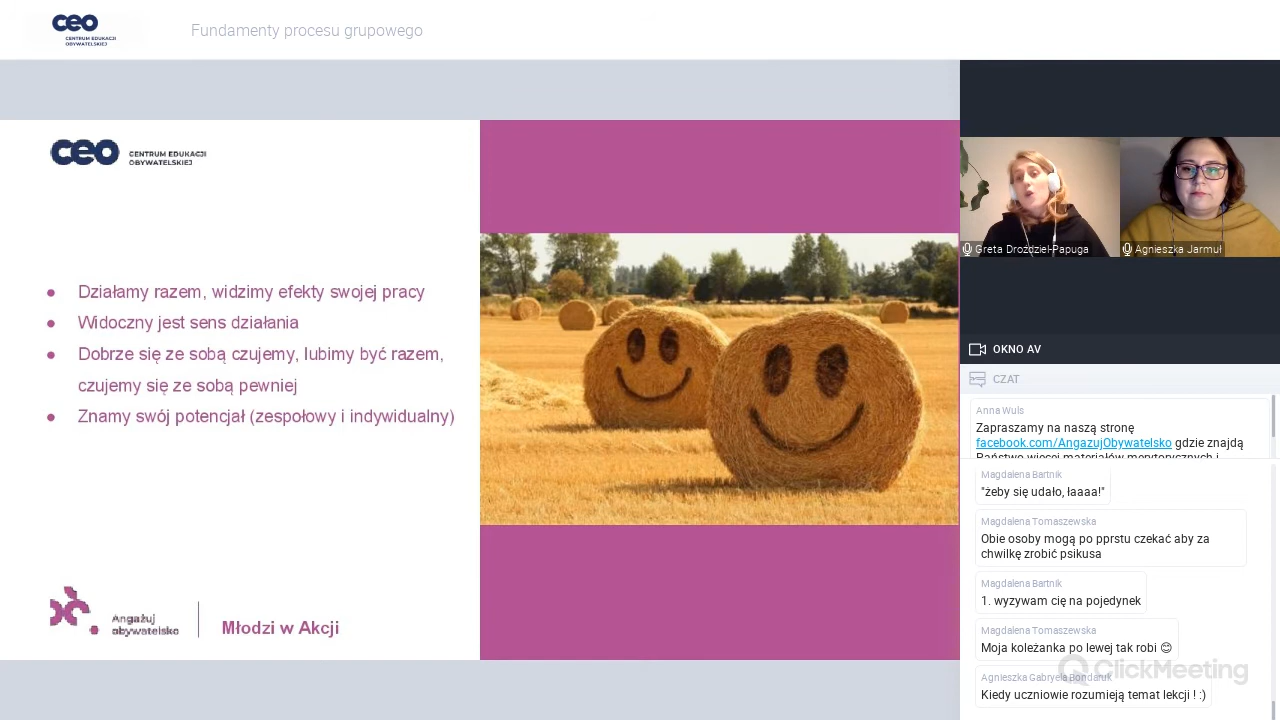 ceo
CENTRUM EDUKACJI
OBYWATELSKIEJ
Fundamenty procesu grupowego
ceo
CENTRUM EDUKACJI
OBYWATELSKIEJ
Działamy razem, widzimy efekty swojej pracy
Widoczny jest sens działania
Dobrze się ze sobą czujemy, lubimy być razem,
czujemy się ze sobą pewniej
Znamy swój potencjał (zespołowy i indywidualny)
Angażuj
obywatelsko
Młodzi w Akcji
Greta Droździel-Papuga
Agnieszka Jarmuł
OKNO AV
CZAT
Anna Wuls
Zapraszamy na naszą stronę
facebook.com/AngazujObywatelsko gdzie znajdą
Państwo więcej materiałów merytorycznych i
Magdalena Bartnik
"żeby się udało, łaaaa!"
Magdalena Tomaszewska
Obie osoby mogą po pprstu czekać aby za
chwilkę zrobić psikusa
Magdalena Bartnik
1. wyzywam cię na pojedynek
Magdalena Tomaszewska
Moja koleżanka po lewej tak robi 😊
ClickMeeting
Agnieszka Gabryela Bondaruk
Kiedy uczniowie rozumieją temat lekcji ! :)